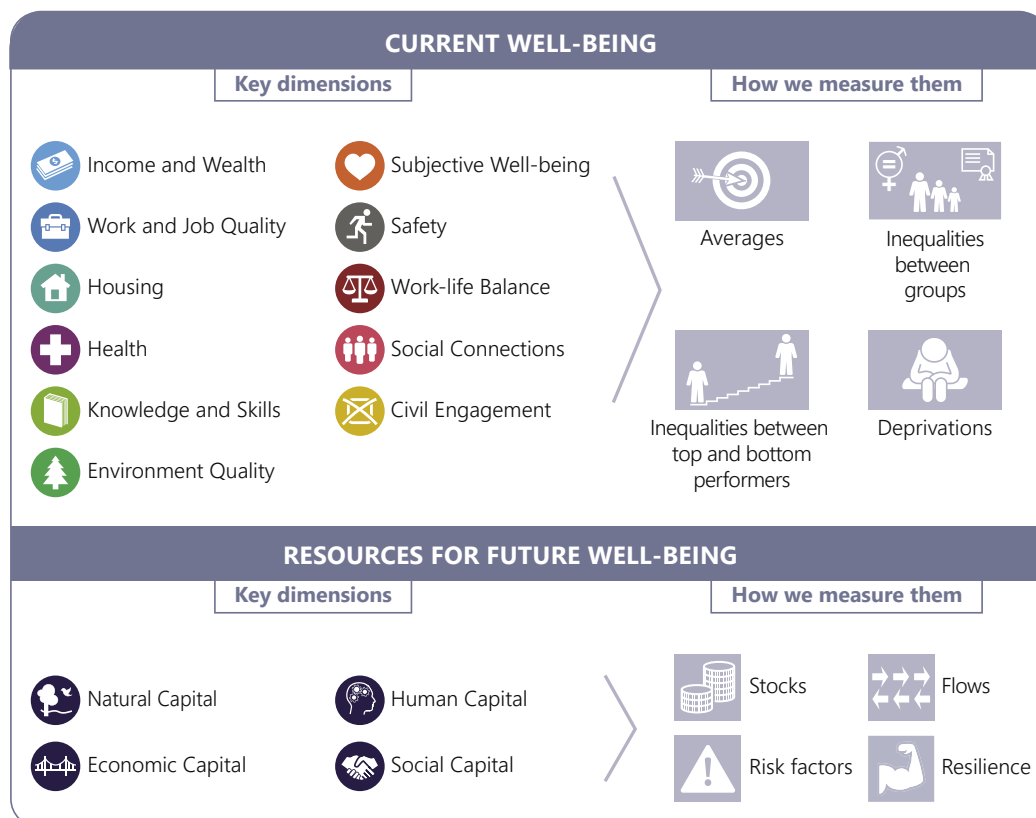 CURRENT WELL-BEING
Key dimensions
How we measure them
Income and Wealth
Subjective Well-being
Work and Job Quality
Safety
Housing
Work-life Balance
Health
Social Connections
Knowledge and Skills
Civil Engagement
Environment Quality
Averages
Inequalities
between
groups
Inequalities between
top and bottom
performers
Deprivations
RESOURCES FOR FUTURE WELL-BEING
Key dimensions
How we measure them
Natural Capital
Human Capital
Economic Capital
Social Capital
Stocks
Flows
Risk factors
Resilience